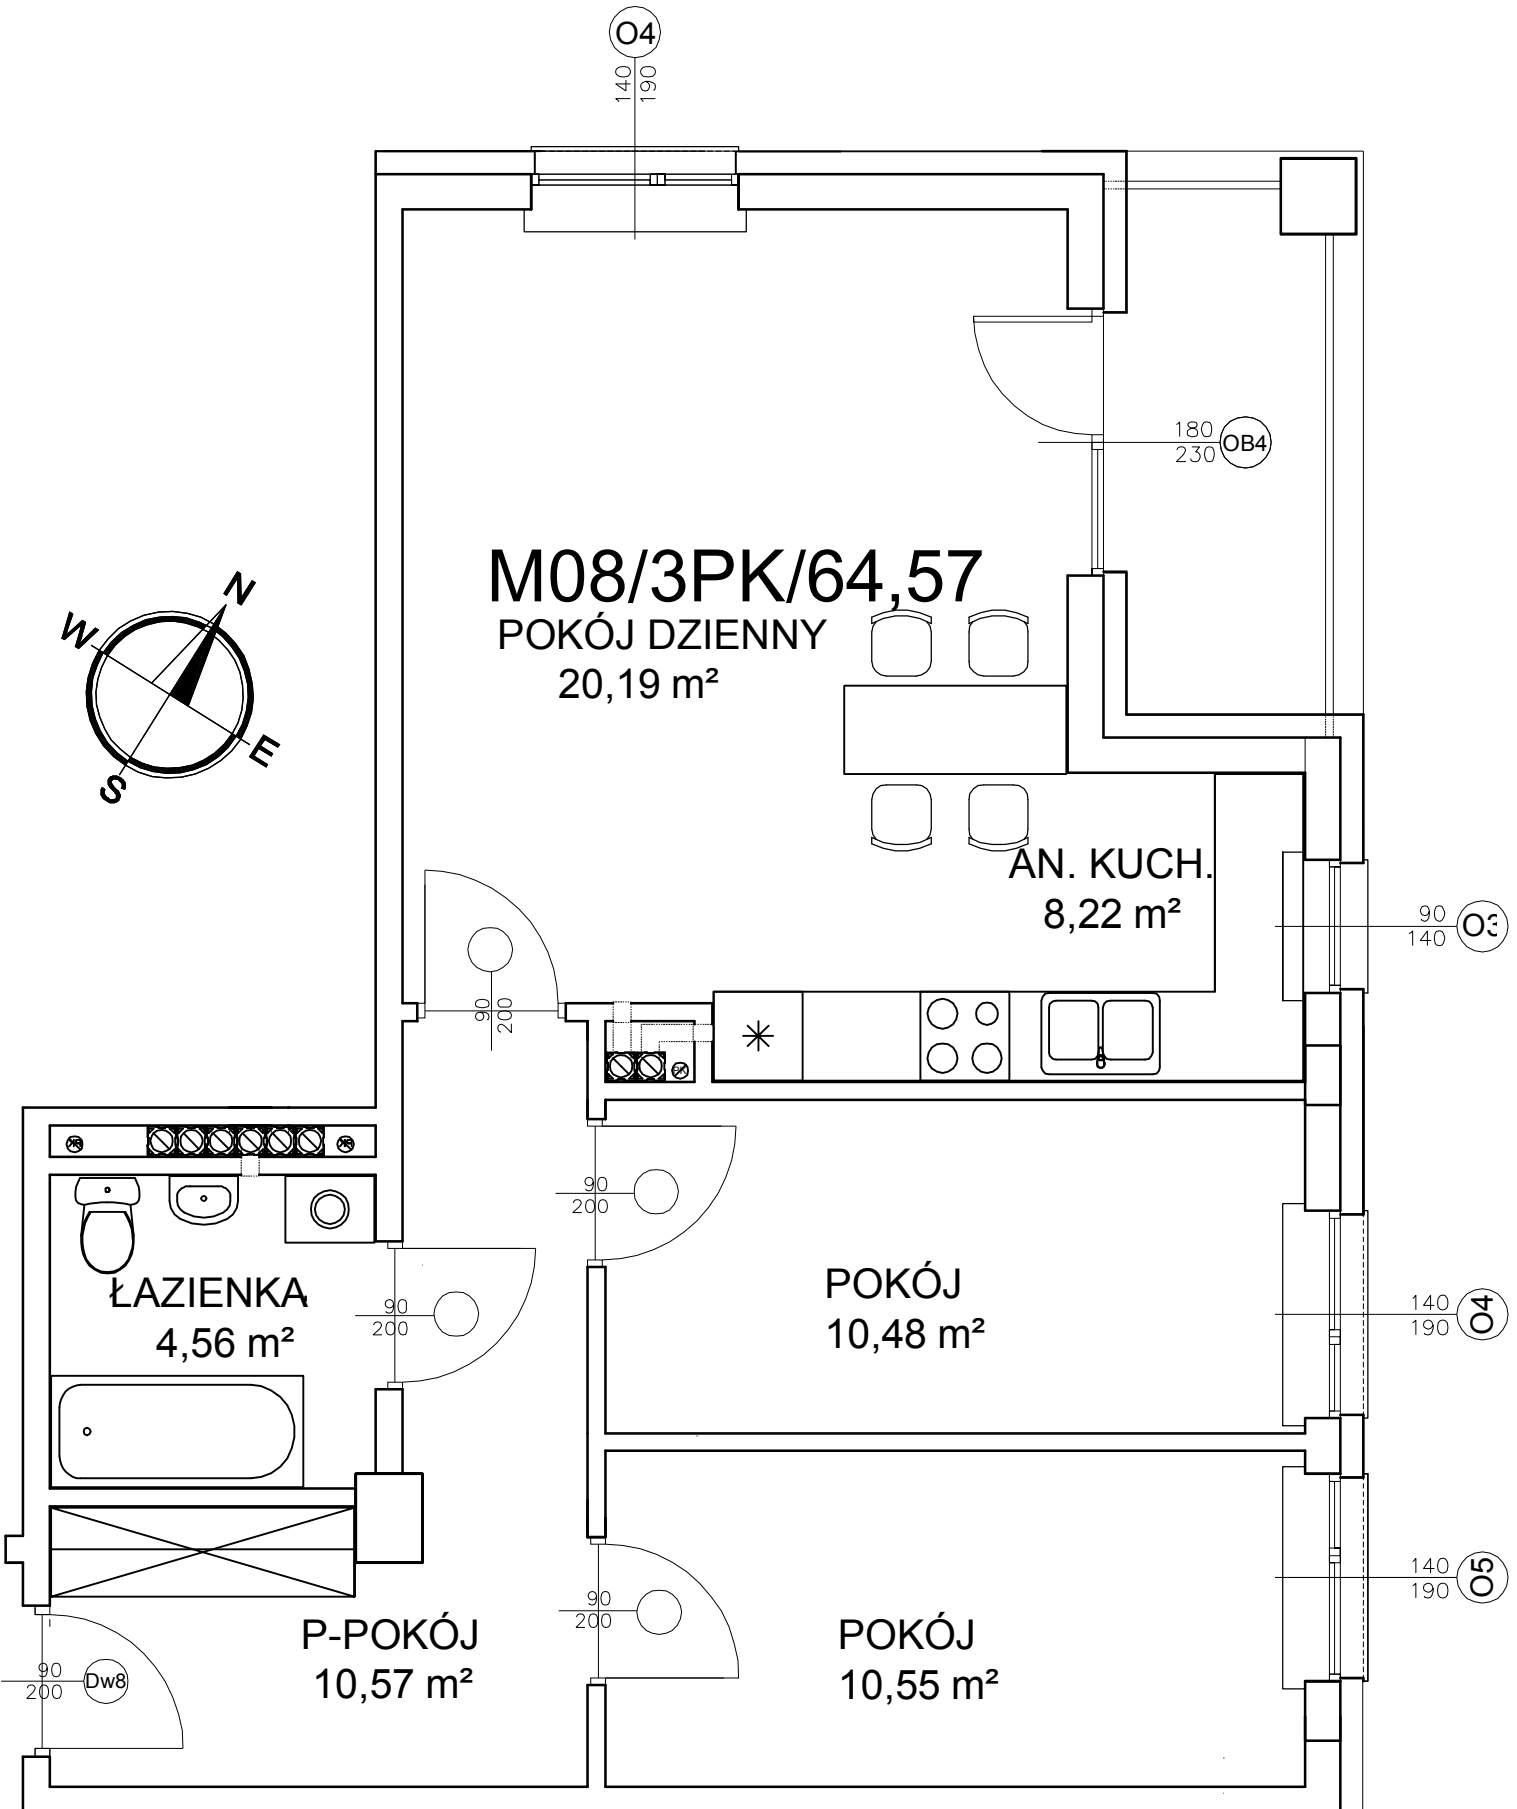 O4
140
190
180
230
OB4
M08/3PK/64,57
POKÓJ DZIENNY
20,19 m²
N
W
E
S
AN. KUCH.
8,22 m²
90
140
O3
90
200
90
200
ŁAZIENKA
4,56 m²
90
200
POKÓJ
10,48 m²
140
190
O4
140
190
O5
90
200
P-POKÓJ
10,57 m²
POKÓJ
10,55 m²
90
200
Dw8